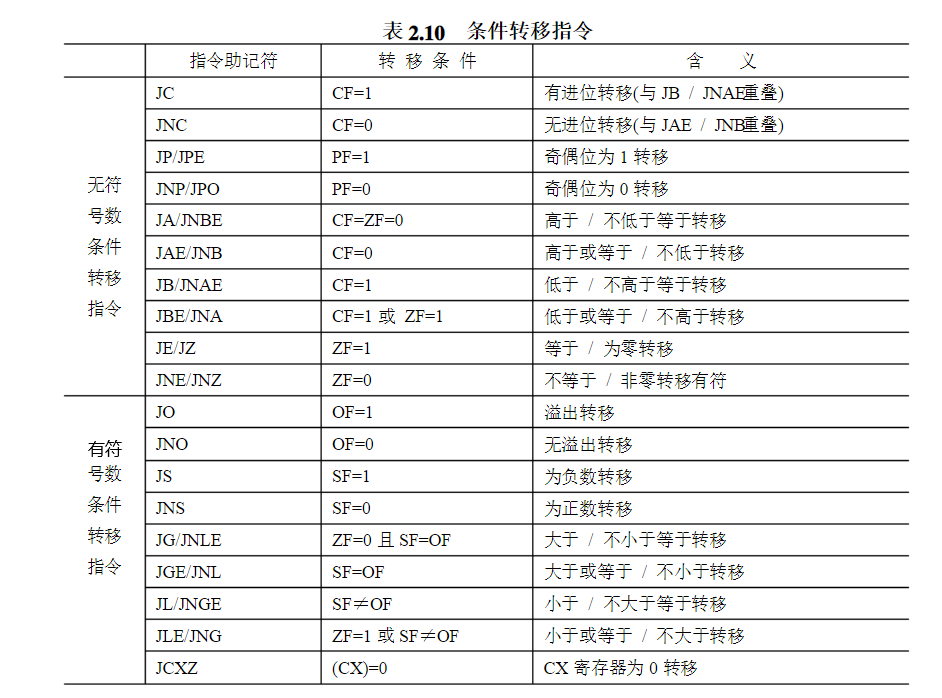 表 2.10 条件转移指令
指令助记符 转 移 条 件 含 义
无符号数条件转移指令
JC CF=1 有进位转移(与 JB / JNAE重叠)
JNC CF=0 无进位转移(与 JAE / JNB重叠)
JP/JPE PF=1 奇偶位为 1 转移
JNP/JPO PF=0 奇偶位为 0 转移
JA/JNBE CF=ZF=0 高于 / 不低于等于转移
JAE/JNB CF=0 高于或等于 / 不低于转移
JB/JNAE CF=1 低于 / 不高于等于转移
JBE/JNA CF=1 或 ZF=1 低于或等于 / 不高于转移
JE/JZ ZF=1 等于 / 为零转移
JNE/JNZ ZF=0 不等于 / 非零转移有符
有符号数条件转移指令
JO OF=1 溢出转移
JNO OF=0 无溢出转移
JS SF=1 为负数转移
JNS SF=0 为正数转移
JG/JNLE ZF=0 且 SF=OF 大于 / 不小于等于转移
JGE/JNL SF=OF 大于或等于 / 不小于转移
JL/JNGE SF≠OF 小于 / 不大于等于转移
JLE/JNG ZF=1 或 SF≠OF 小于或等于 / 不大于转移
JCXZ (CX)=0 CX 寄存器为 0 转移